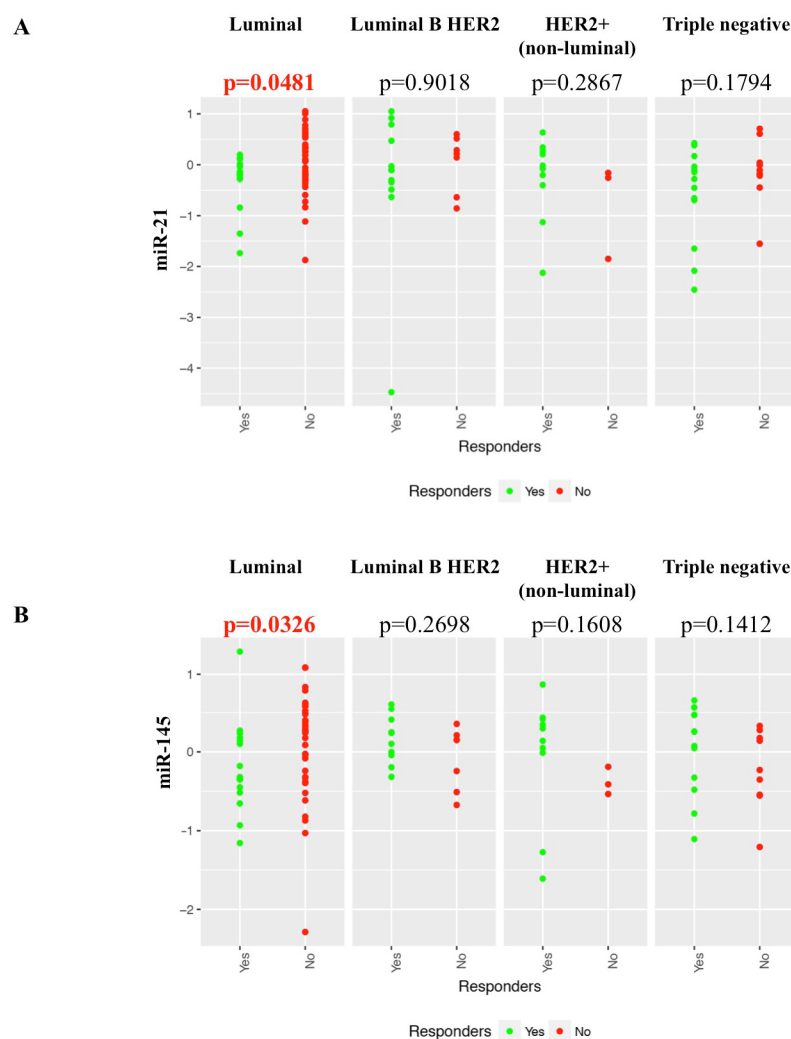 A
Luminal
Luminal B HER2
HER2+
(non-luminal)
Triple negative
p=0.0481
p=0.9018
p=0.2867
p=0.1794
miR-21
1
0
−1
−2
−3
−4
Yes
No
Yes
No
Yes
No
Yes
No
Responders
Responders Yes No
B
Luminal
Luminal B HER2
HER2+
(non-luminal)
Triple negative
p=0.0326
p=0.2698
p=0.1608
p=0.1412
miR-145
1
0
−1
−2
Yes
No
Yes
No
Yes
No
Yes
No
Responders
Responders Yes No